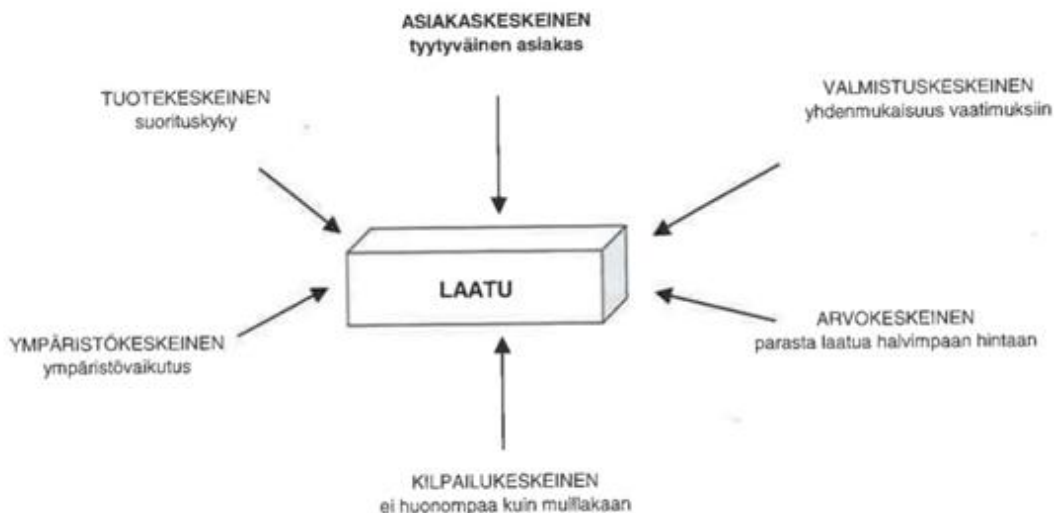 ASIAKASKESKEINEN
tyytyväinen asiakas
TUOTEKESKEINEN
suorituskyky
VALMISTUSKESKEINEN
yhdenmukaisuus vaatimuksiin
LAATU
YMPÄRISTÖKESKEINEN
ympäristövaikutus
ARVOKESKEINEN
parasta laatua halvimpaan hintaan
KILPAILUKESKEINEN
ei huonompaa kuin muillakaan